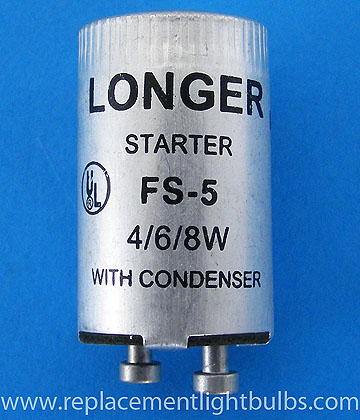 LONGER
STARTER
UL
FS-5
4/6/8W
WITH CONDENSER
www.replacementlightbulbs.com